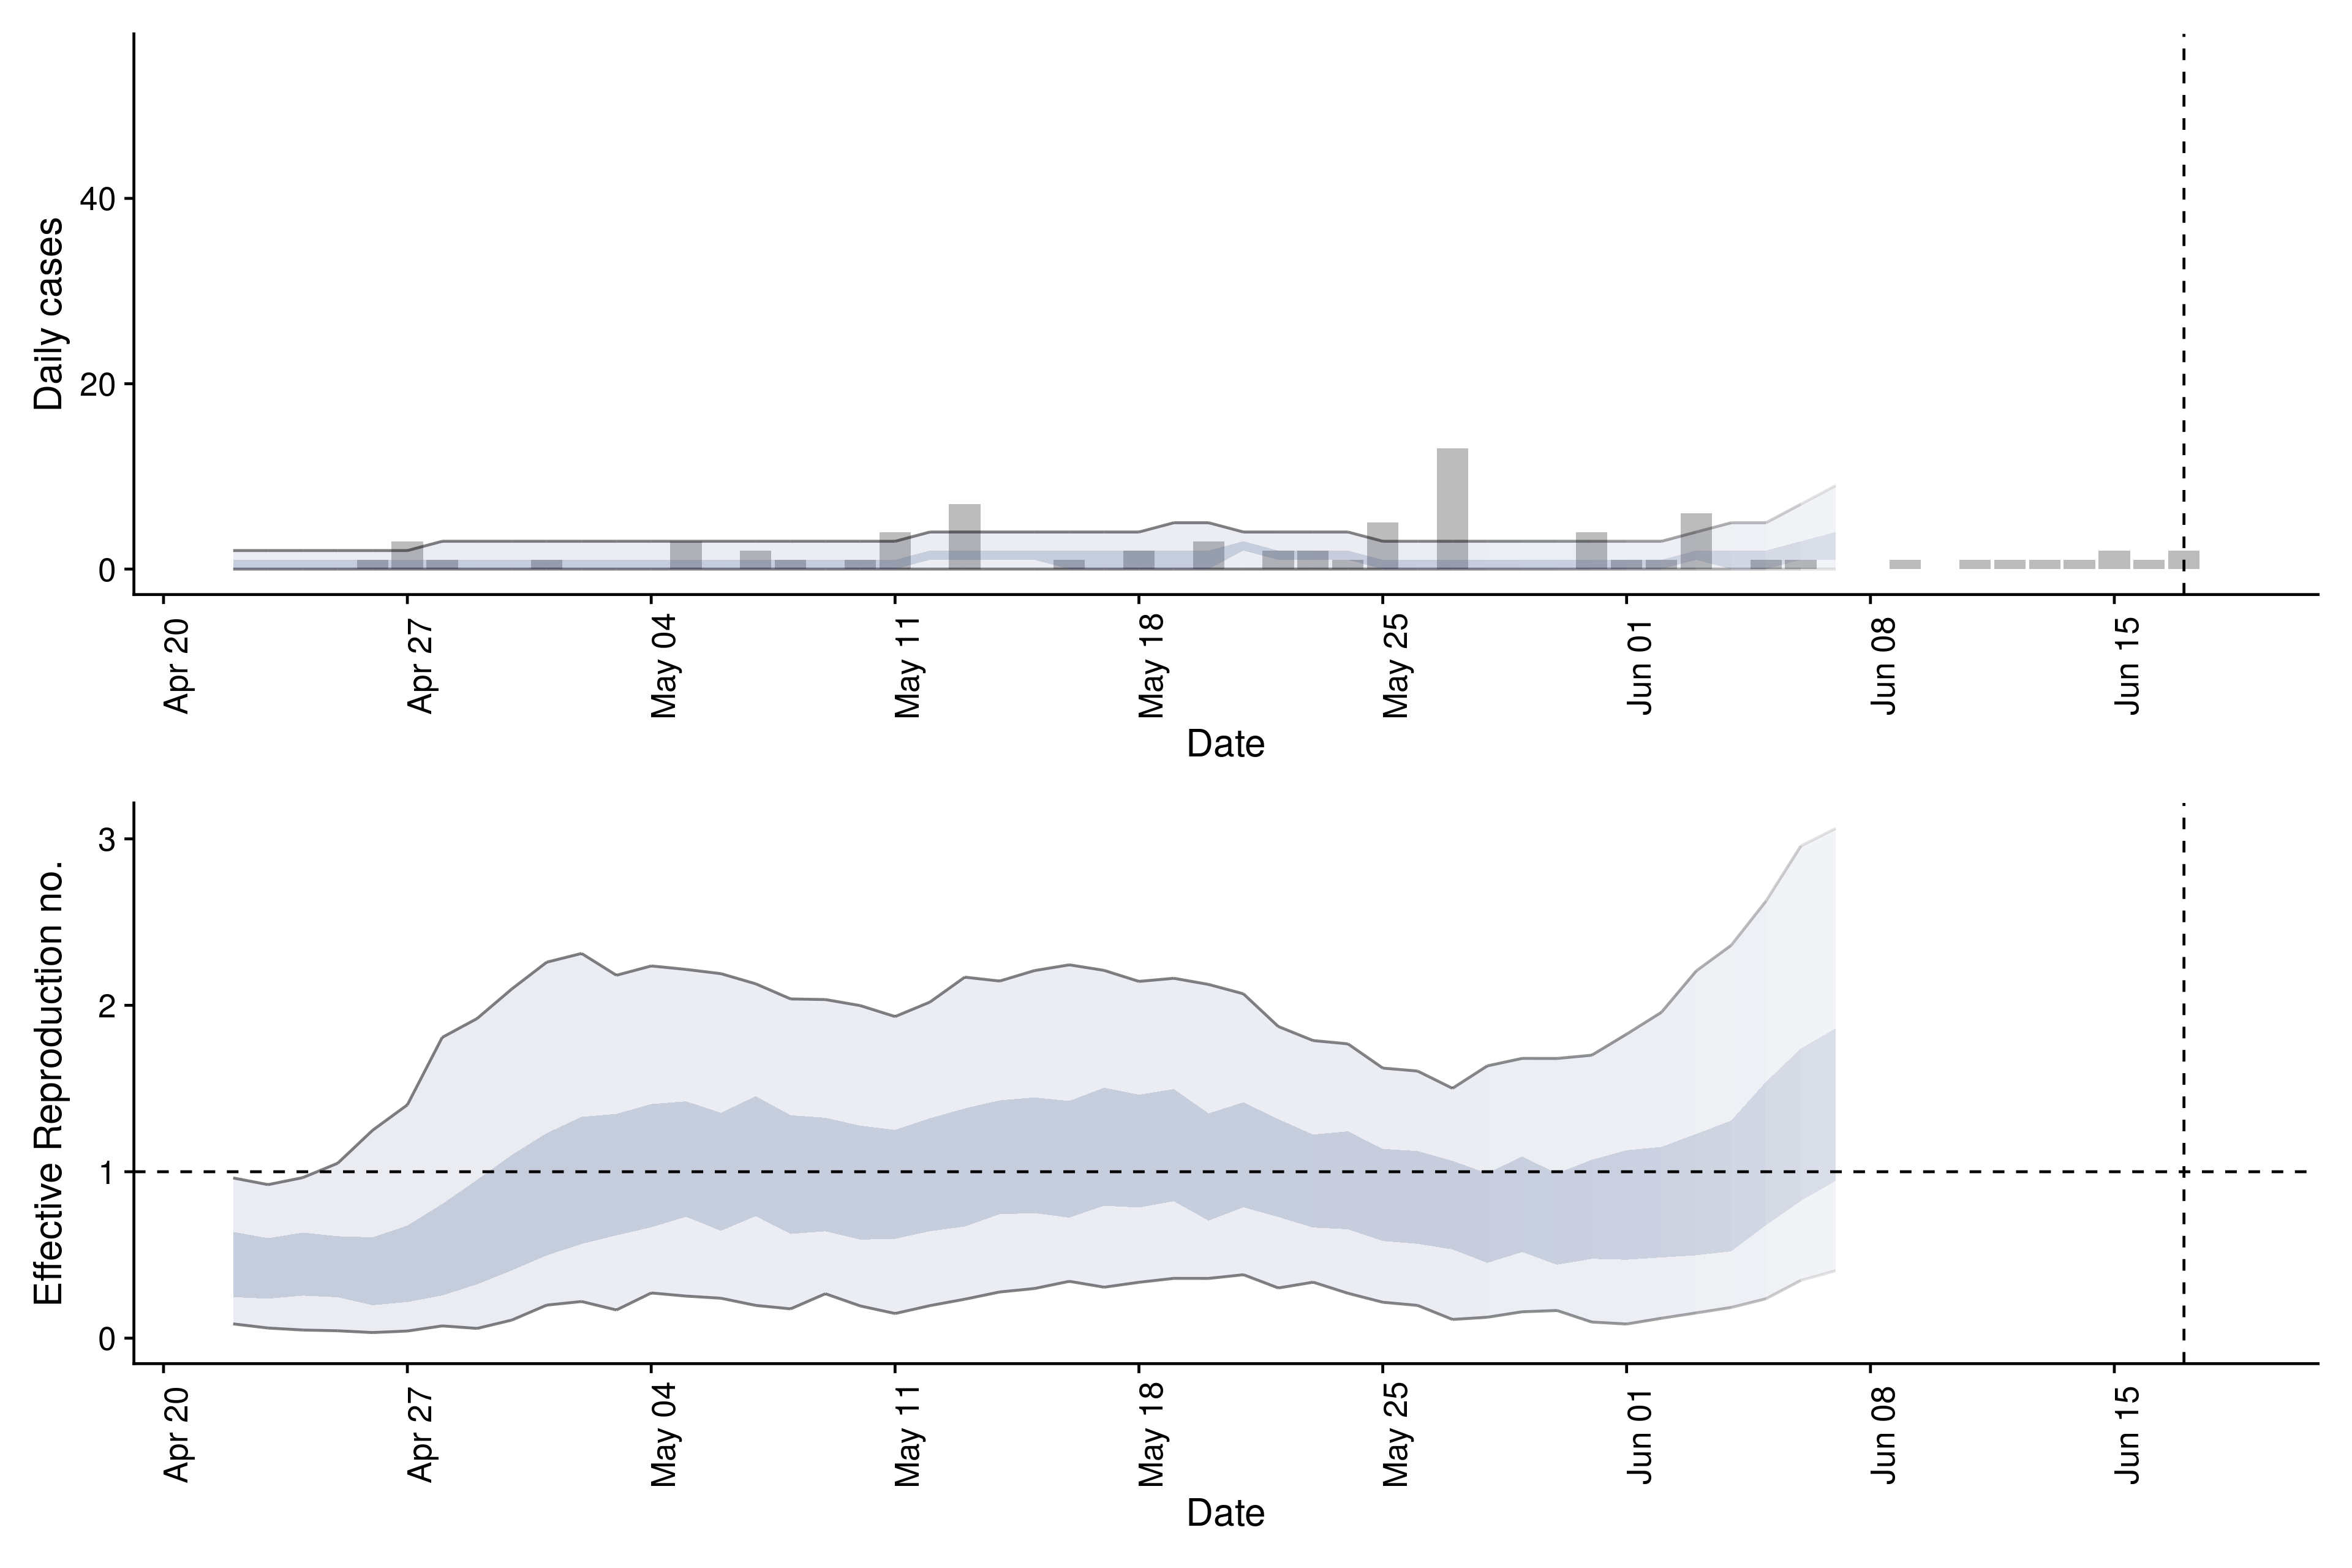 Daily cases
40
20
0
Apr 20
Apr 27
May 04
May 11
May 18
May 25
Jun 01
Jun 08
Jun 15
Date
Effective Reproduction no.
3
2
1
0
Apr 20
Apr 27
May 04
May 11
May 18
May 25
Jun 01
Jun 08
Jun 15
Date